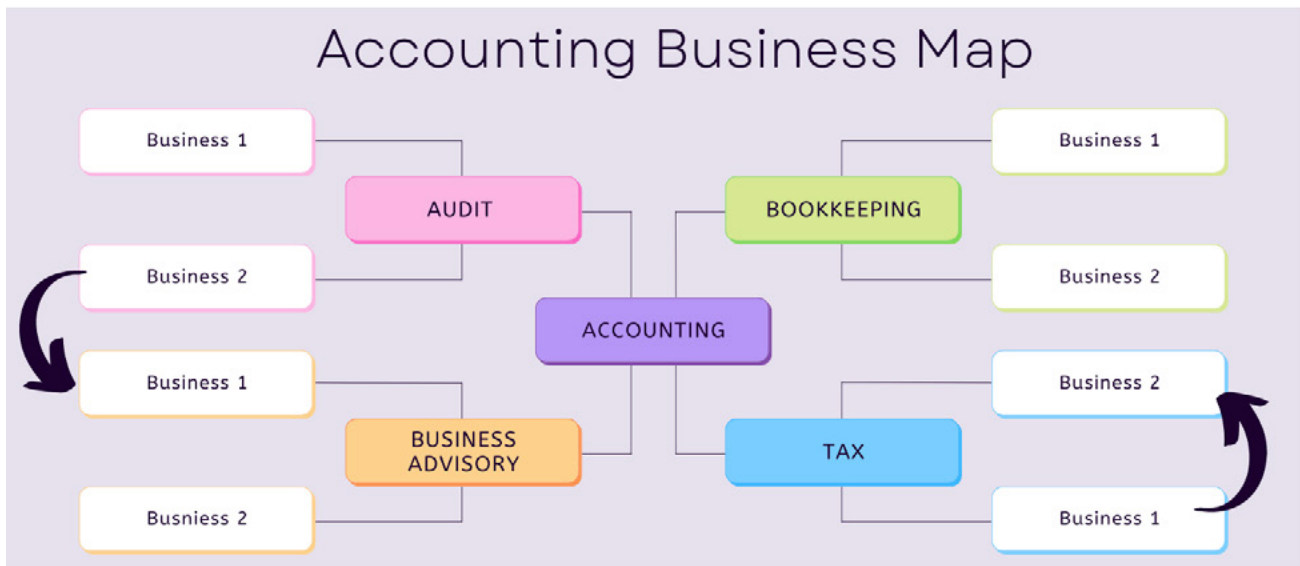 Accounting Business Map
Business 1
Business 1
AUDIT
BOOKKEEPING
Business 2
Business 2
ACCOUNTING
Business 1
Business 2
BUSINESS
ADVISORY
TAX
Busniess 2
Business 1